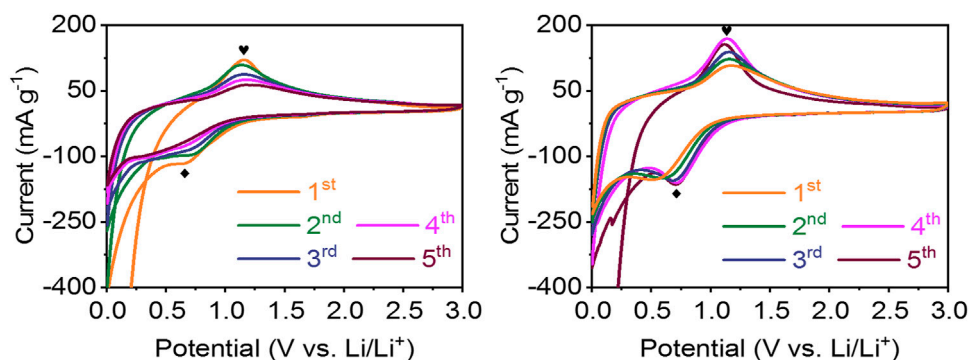 200
50
-100
-250
-400
Current (mA g⁻¹)
♥
◆
1st
2nd
4th
3rd
5th
0.0 0.5 1.0 1.5 2.0 2.5 3.0
Potential (V vs. Li/Li⁺)
200
50
-100
-250
-400
Current (mA g⁻¹)
♥
◆
1st
2nd
4th
3rd
5th
0.0 0.5 1.0 1.5 2.0 2.5 3.0
Potential (V vs. Li/Li⁺)